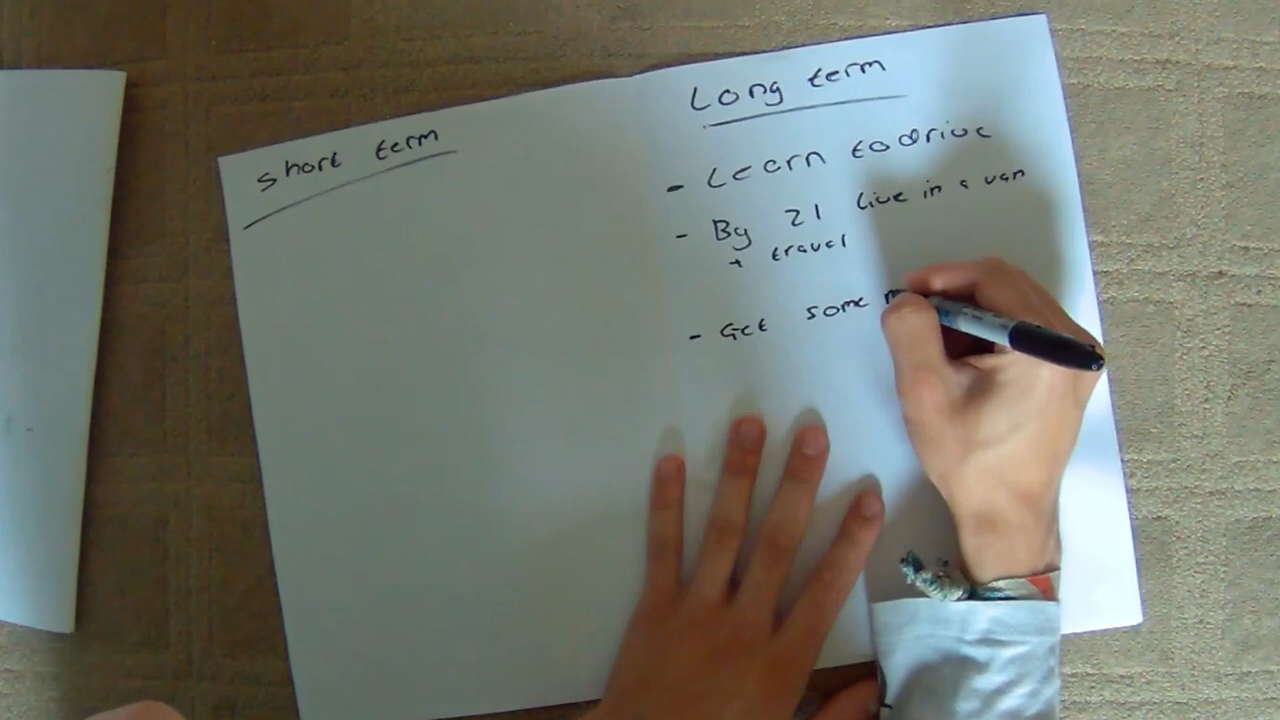 short term
Long term
- Learn to drive
- By 21 live in a van
+ travel
- Get some